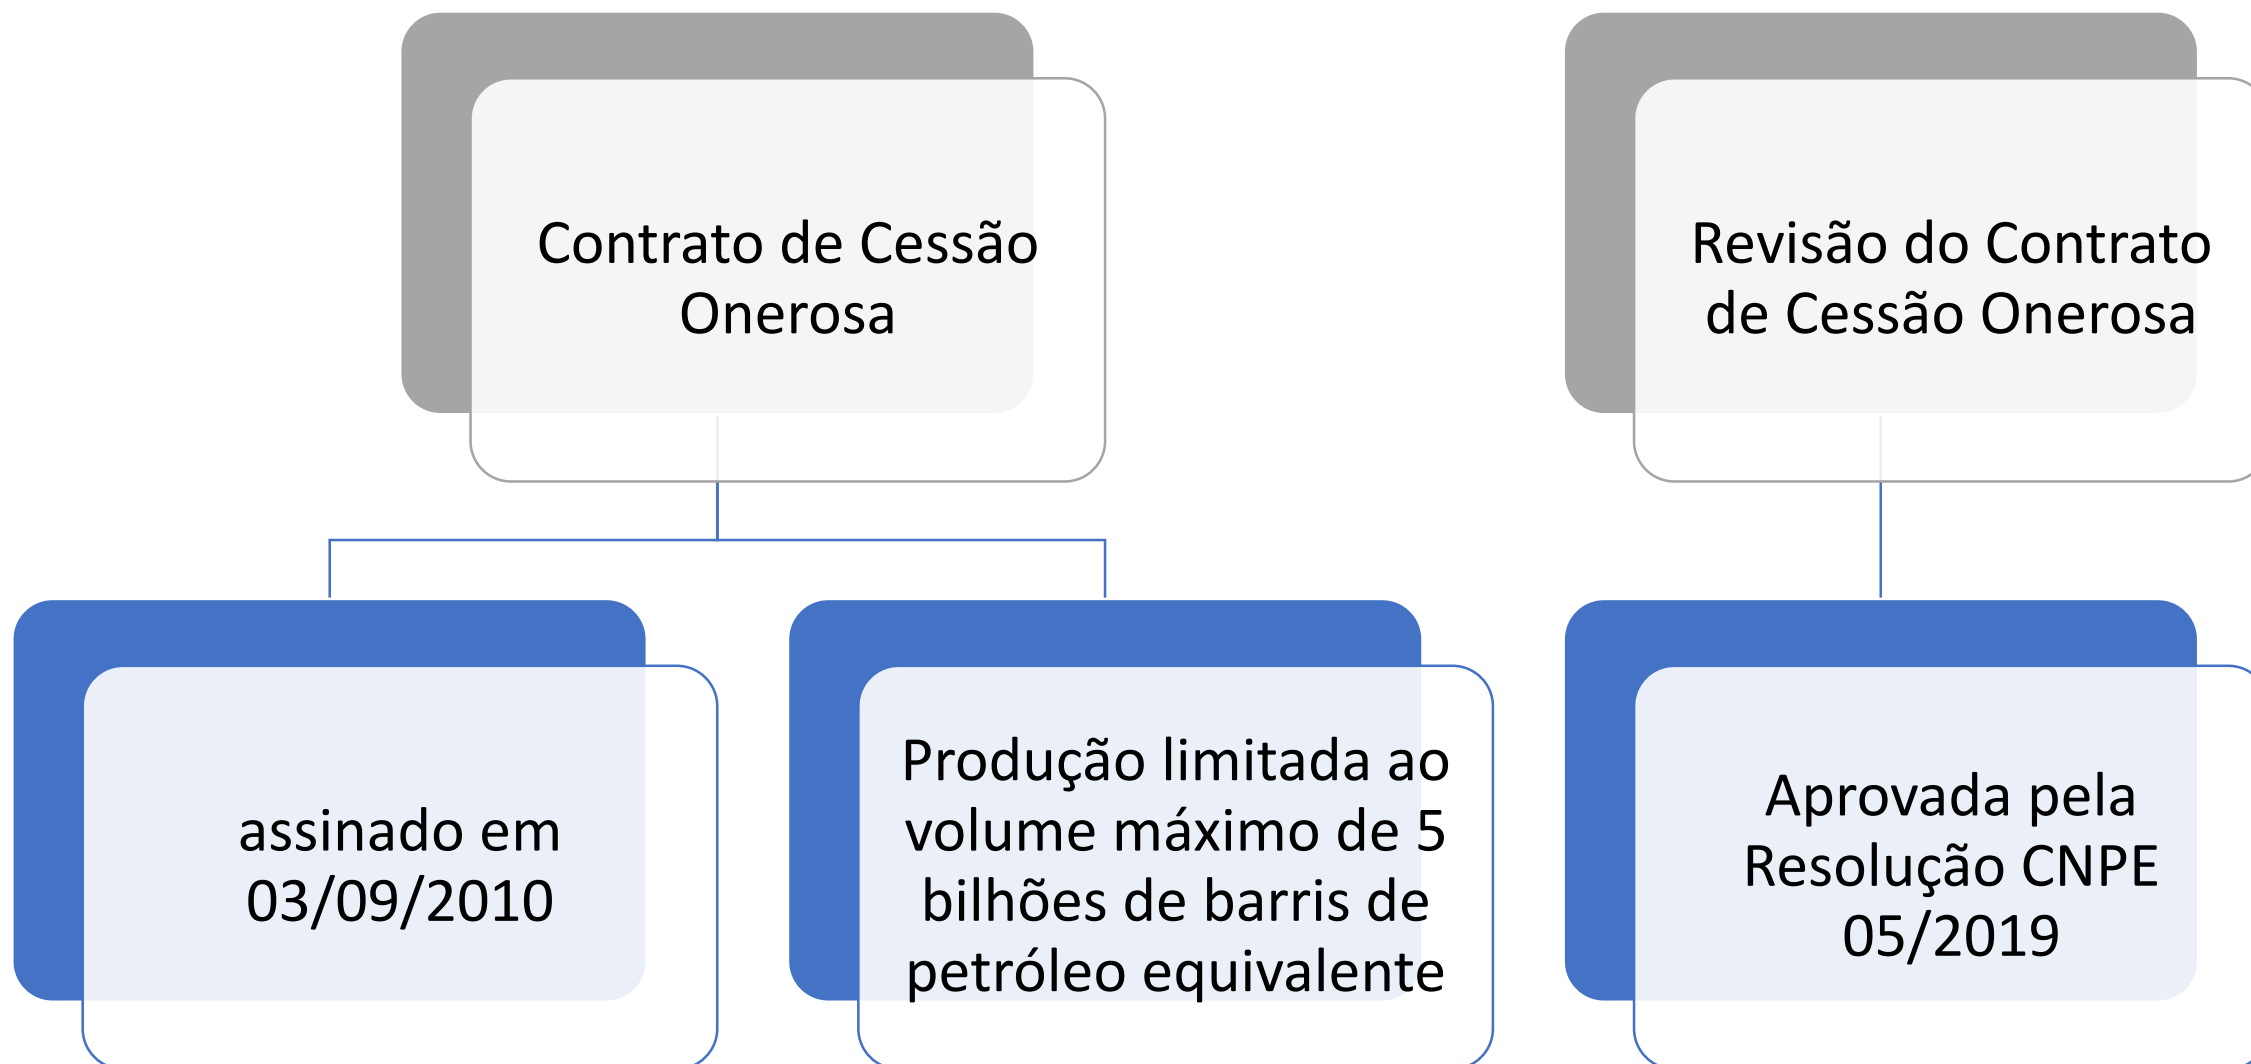 Contrato de Cessão
Onerosa
Revisão do Contrato
de Cessão Onerosa
assinado em
03/09/2010
Produção limitada ao
volume máximo de 5
bilhões de barris de
petróleo equivalente
Aprovada pela
Resolução CNPE
05/2019